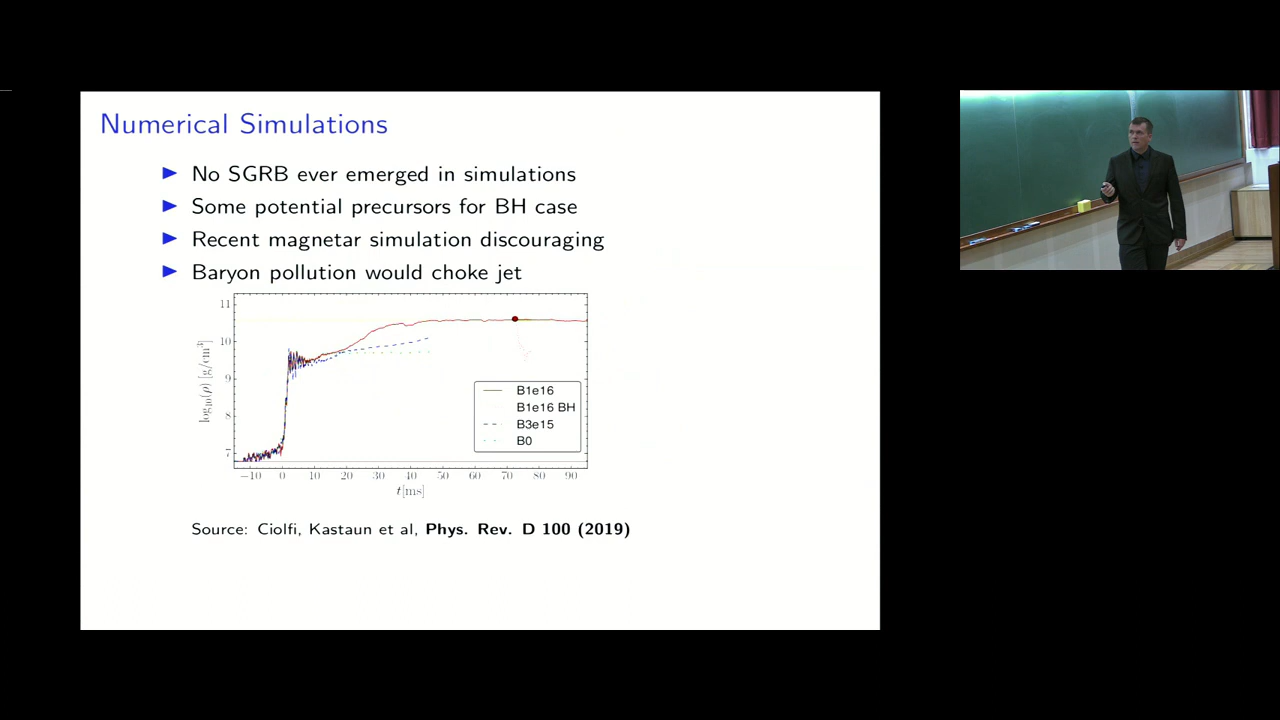 Numerical Simulations
No SGRB ever emerged in simulations
Some potential precursors for BH case
Recent magnetar simulation discouraging
Baryon pollution would choke jet
11
10
9
8
7
log10(ρ) [g/cm³]
B1e16
B1e16 BH
B3e15
B0
−10 0 10 20 30 40 50 60 70 80 90
t[ms]
Source: Ciolfi, Kastaun et al, Phys. Rev. D 100 (2019)